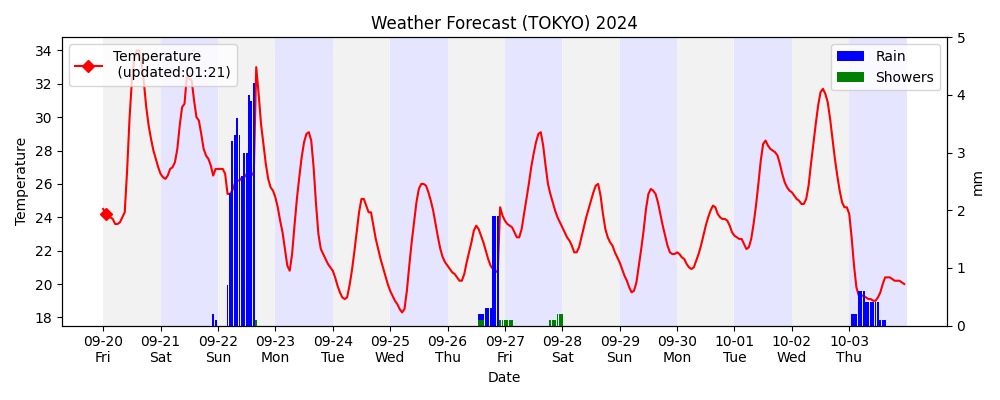 Weather Forecast (TOKYO) 2024
Temperature
(updated:01:21)
Rain
Showers
34
32
30
28
26
24
22
20
18
Temperature
5
4
3
2
1
0
mm
09-20 09-21 09-22 09-23 09-24 09-25 09-26 09-27 09-28 09-29 09-30 10-01 10-02 10-03
Fri Sat Sun Mon Tue Wed Thu Fri Sat Sun Mon Tue Wed Thu
Date